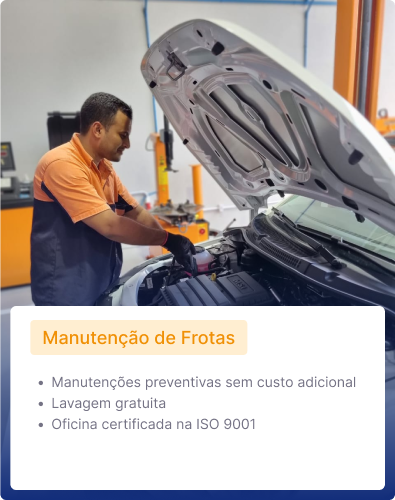 Manutenção de Frotas
Manutenções preventivas sem custo adicional
Lavagem gratuita
Oficina certificada na ISO 9001